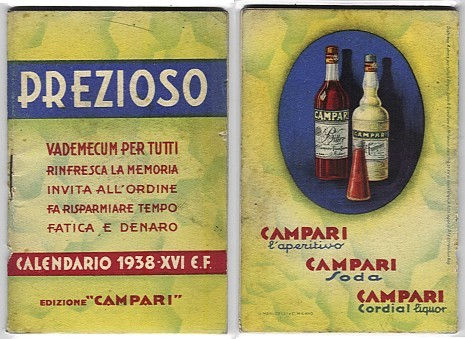 PREZIOSO
VADEMECUM PER TUTTI
RINFRESCA LA MEMORIA
INVITA ALL'ORDINE
FA RISPARMIARE TEMPO
FATICA E DENARO
CALENDARIO 1938-XVI E.F.
EDIZIONE "CAMPARI"
CAMPARI
Bitter
CAMPARI
CAMPARI
l'aperitivo
CAMPARI
Soda
CAMPARI
Cordial liquor